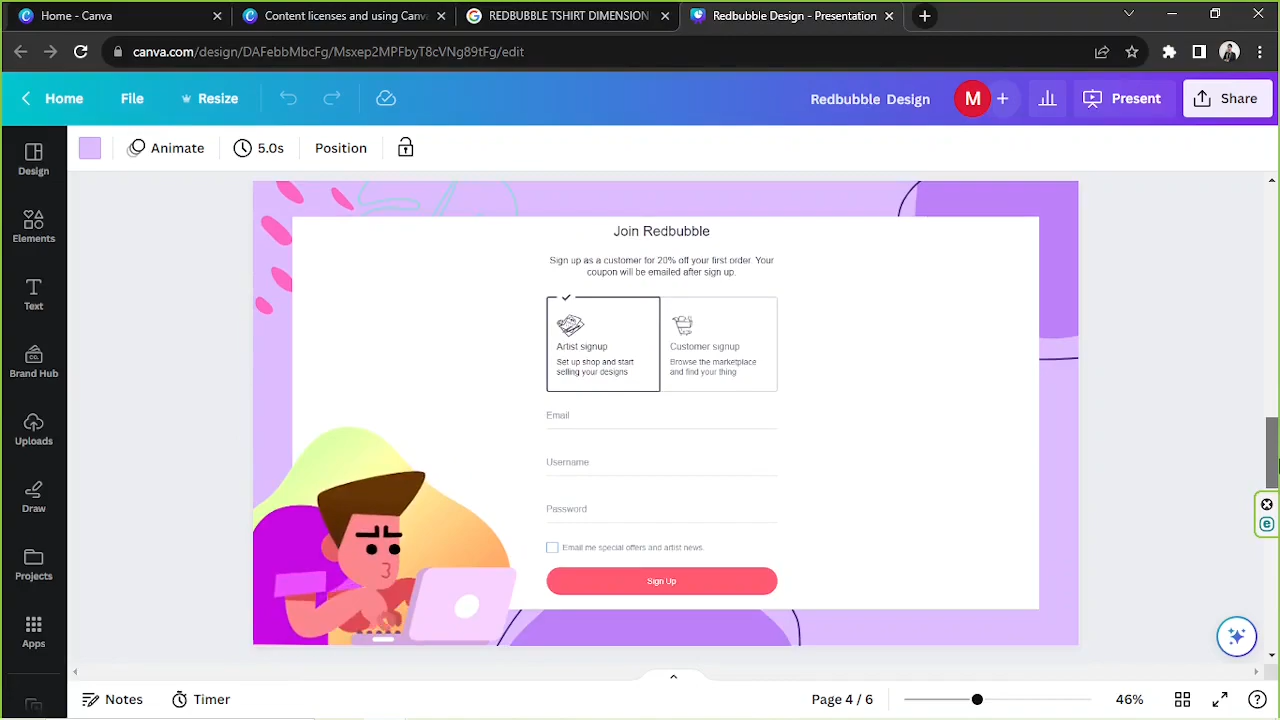 Home - Canva
Content licenses and using Canv
REDBUBBLE TSHIRT DIMENSION
Redbubble Design - Presentation
canva.com/design/DAFebbMbcFg/Msxep2MPFbyT8cVNg89tFg/edit
Home
File
Resize
Redbubble Design
M
Present
Share
Design
Animate
5.0s
Position
Elements
Text
Brand Hub
Uploads
Draw
Projects
Apps
Join Redbubble
Sign up as a customer for 20% off your first order. Your
coupon will be emailed after sign up.
Artist signup
Set up shop and start
selling your designs
Customer signup
Browse the marketplace
and find your thing
Email
Username
Password
Email me special offers and artist news.
Sign Up
Notes
Timer
Page 4 / 6
46%